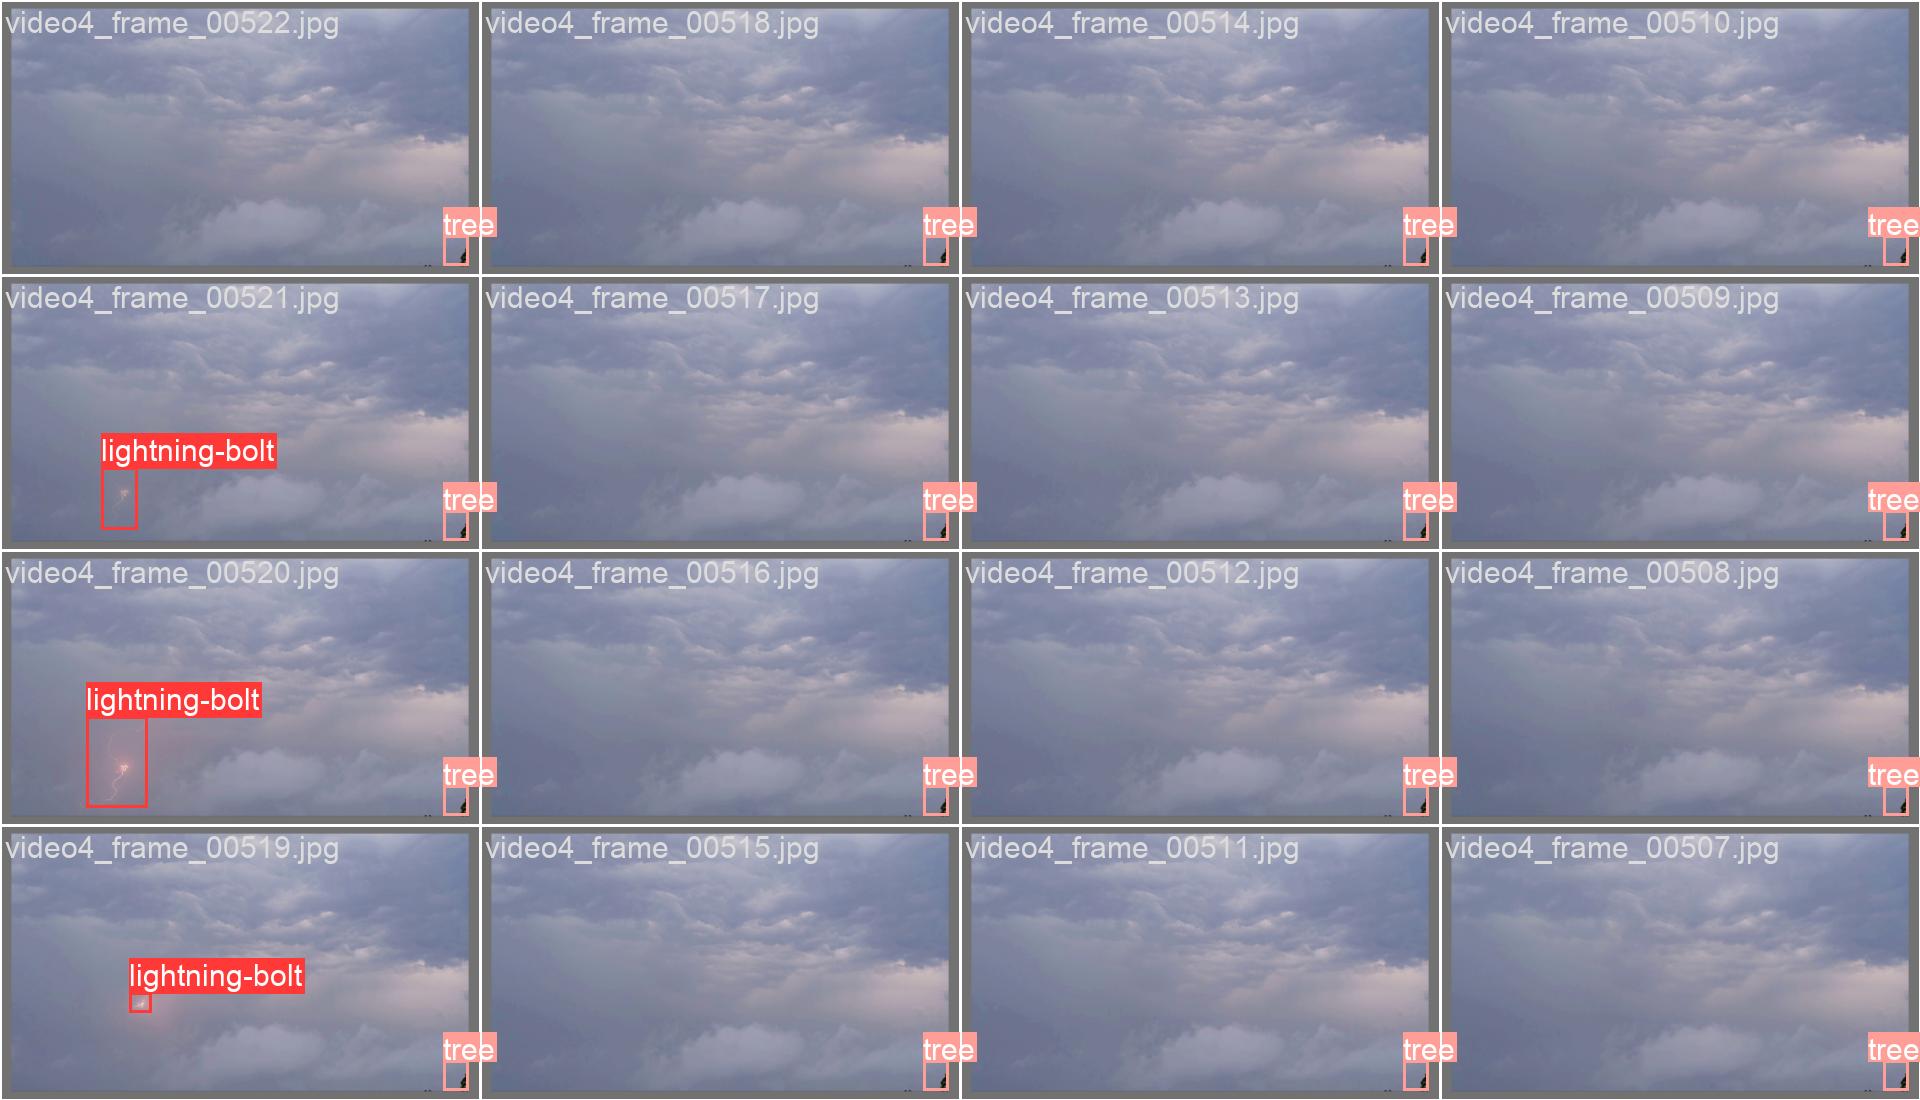 video4_frame_00522.jpg
video4_frame_00518.jpg
video4_frame_00514.jpg
video4_frame_00510.jpg
tree
tree
tree
tree
video4_frame_00521.jpg
video4_frame_00517.jpg
video4_frame_00513.jpg
video4_frame_00509.jpg
lightning-bolt
tree
tree
tree
tree
video4_frame_00520.jpg
video4_frame_00516.jpg
video4_frame_00512.jpg
video4_frame_00508.jpg
lightning-bolt
tree
tree
tree
tree
video4_frame_00519.jpg
video4_frame_00515.jpg
video4_frame_00511.jpg
video4_frame_00507.jpg
lightning-bolt
tree
tree
tree
tree